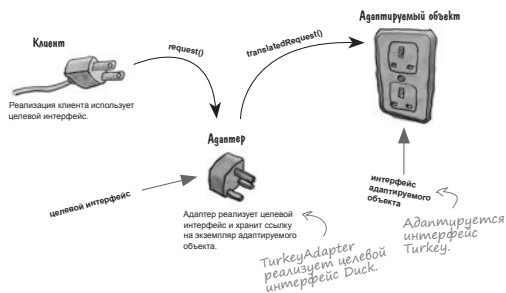 Адаптируемый объект
Клиент
request()
translatedRequest()
Реализация клиента использует
целевой интерфейс.
Адаптер
целевой интерфейс
интерфейс
адаптируемого
объекта
Адаптер реализует целевой
интерфейс и хранит ссылку
на экземпляр адаптируемого
объекта.
TurkeyAdapter
реализует целевой
интерфейс Duck.
Адаптируется
интерфейс
Turkey.